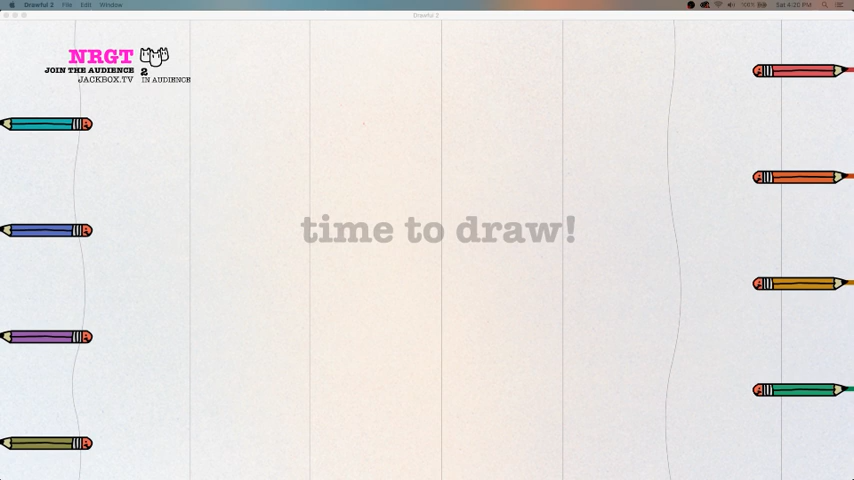 Drawful 2 File Edit Window
100% Sat 4:20 PM
Drawful 2
NRGT
JOIN THE AUDIENCE
JACKBOX.TV
2
IN AUDIENCE
time to draw!